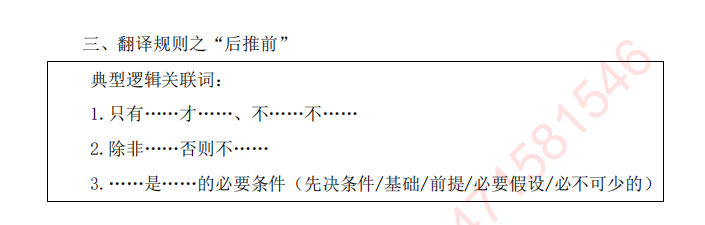 三、翻译规则之“后推前”
典型逻辑关联词：
1.只有……才……、不……不……
2.除非……否则不……
3.……是……的必要条件（先决条件/基础/前提/必要假设/必不可少的）
471581546